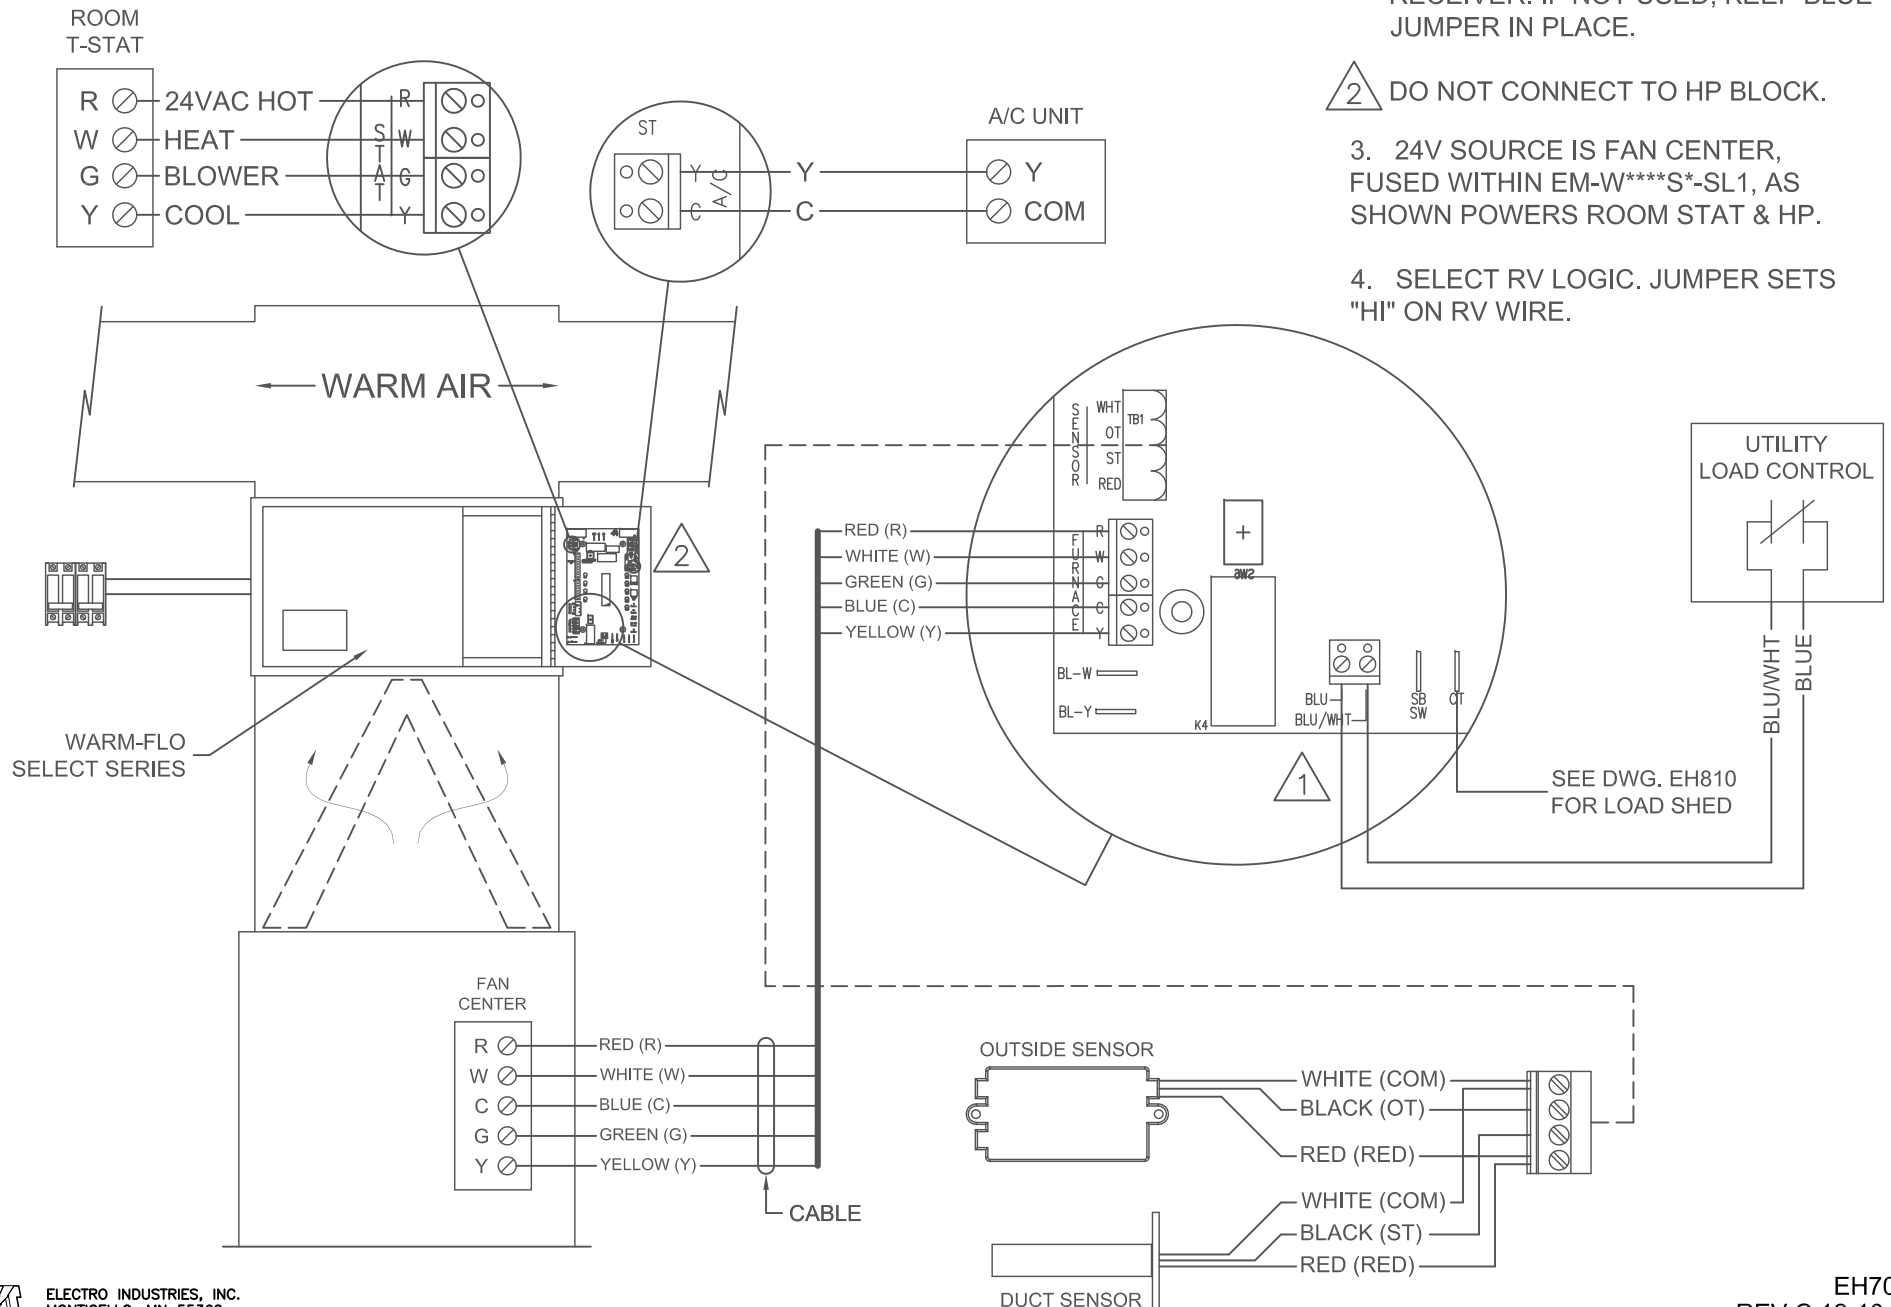 ROOM
T-STAT
R 24VAC HOT
W HEAT
G BLOWER
Y COOL
STAT
R
W
G
Y
ST
Y
C
A/C
Y
C
A/C UNIT
Y
COM
JUMPER IN PLACE.
2 DO NOT CONNECT TO HP BLOCK.
3. 24V SOURCE IS FAN CENTER,
FUSED WITHIN EM-W****S*-SL1, AS
SHOWN POWERS ROOM STAT & HP.
4. SELECT RV LOGIC. JUMPER SETS
"HI" ON RV WIRE.
WARM AIR
2
WARM-FLO
SELECT SERIES
SENSOR
WHT
OT
ST
RED
TB1
RED (R)
WHITE (W)
GREEN (G)
BLUE (C)
YELLOW (Y)
FURNACE
R
W
G
C
Y
BL-W
BL-Y
SW6
K4
BLU
BLU/WHT
SB
SW
OT
1
UTILITY
LOAD CONTROL
BLU/WHT
BLUE
SEE DWG. EH810
FOR LOAD SHED
FAN
CENTER
R RED (R)
W WHITE (W)
C BLUE (C)
G GREEN (G)
Y YELLOW (Y)
CABLE
OUTSIDE SENSOR
WHITE (COM)
BLACK (OT)
RED (RED)
WHITE (COM)
BLACK (ST)
RED (RED)
DUCT SENSOR
ELECTRO INDUSTRIES, INC.